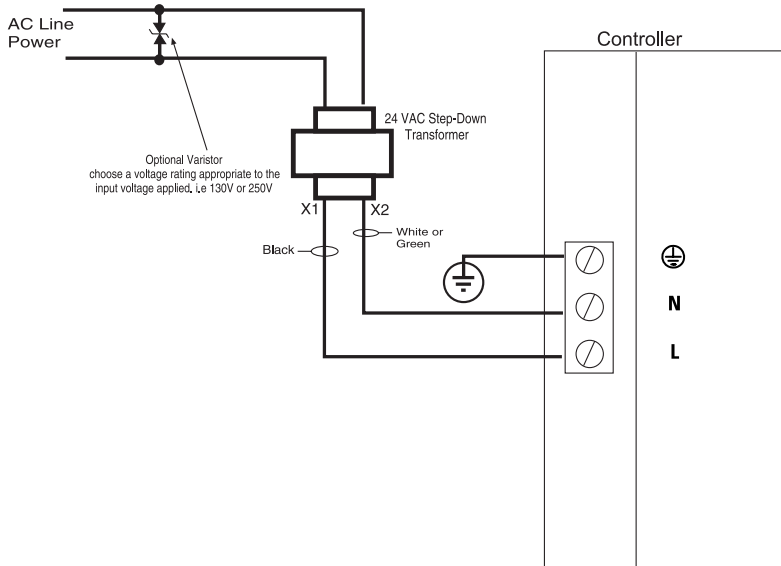 AC Line
Power
Controller
24 VAC Step-Down
Transformer
Optional Varistor
choose a voltage rating appropriate to the
input voltage applied. i.e 130V or 250V
X1
X2
White or
Green
Black
N
L